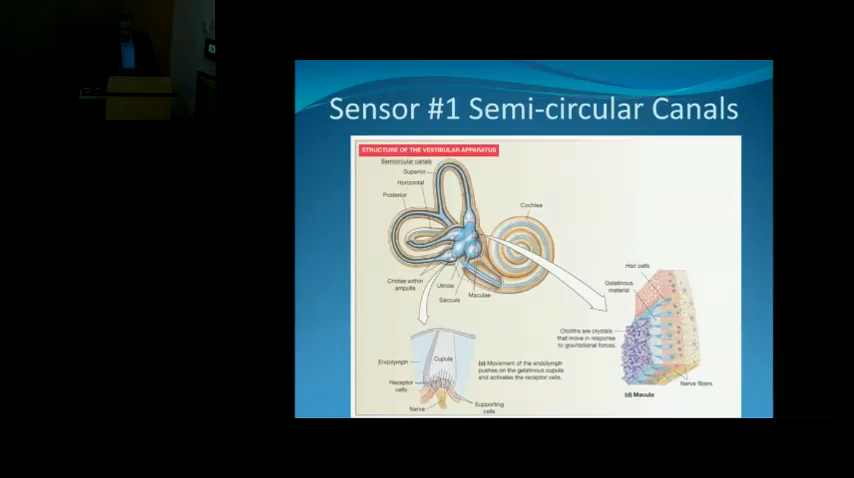 Sensor #1 Semi-circular Canals
STRUCTURE OF THE VESTIBULAR APPARATUS
Semicircular canals
Superior
Horizontal
Posterior
Cochlea
Cristae within
ampulla
Utricle
Saccule
Maculae
Hair cells
Gelatinous
material
Otoliths are crystals
that move in response
to gravitational forces.
Nerve fibers
(d) Macula
Endolymph
Cupula
Receptor
cells
Nerve
Supporting
cells
(c) Movement of the endolymph
pushes on the gelatinous cupula
and activates the receptor cells.